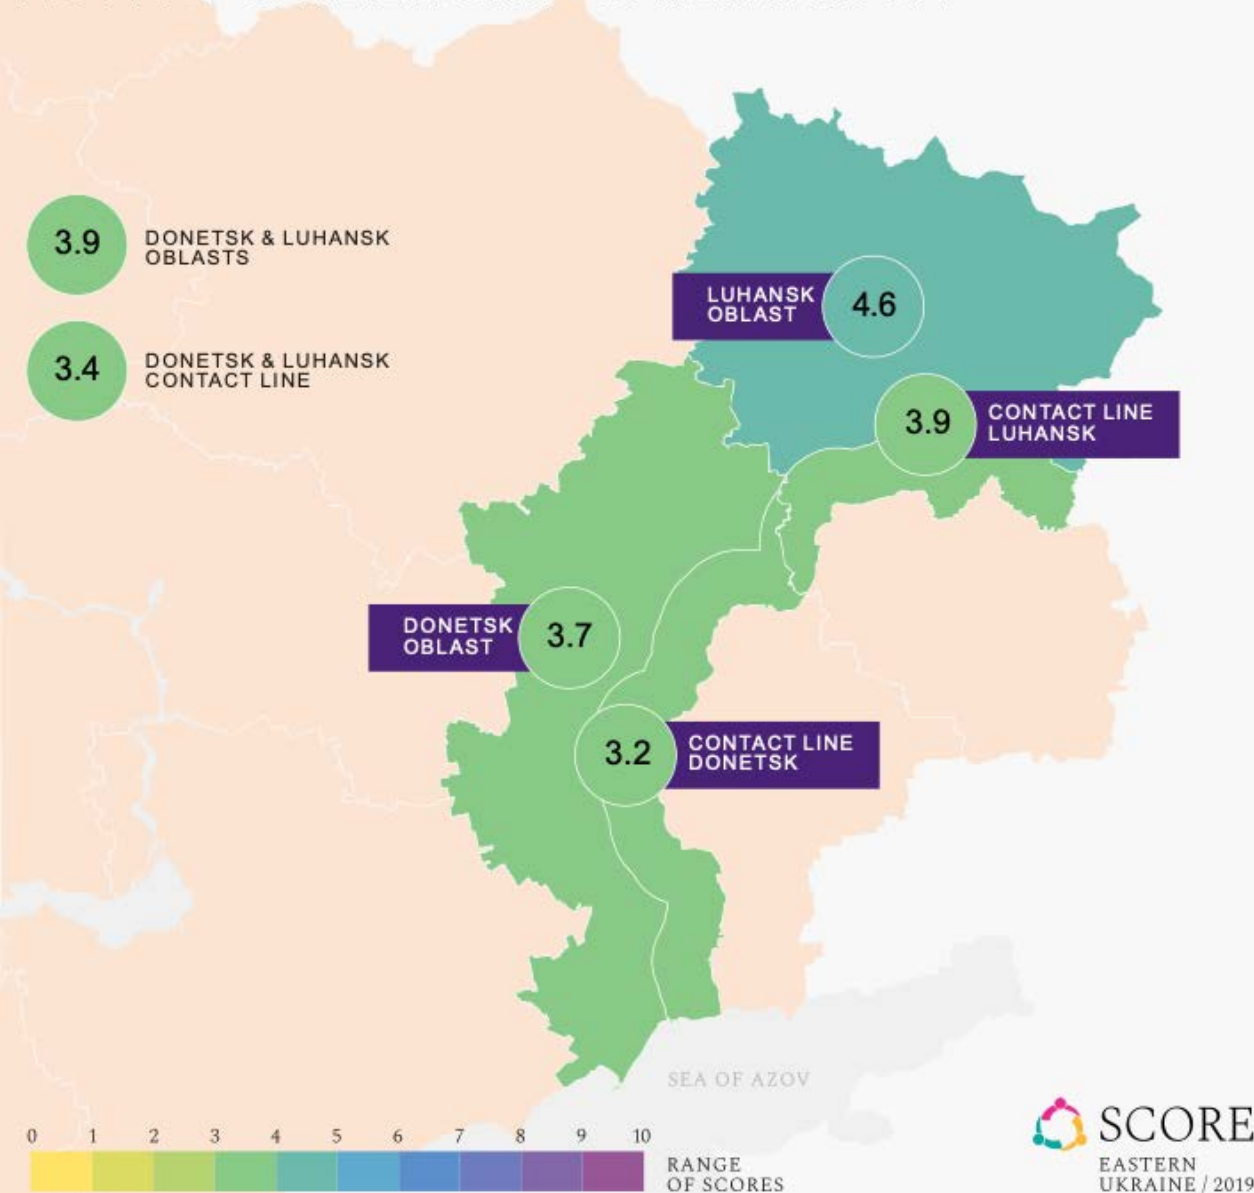 3.9
DONETSK & LUHANSK
OBLASTS
3.4
DONETSK & LUHANSK
CONTACT LINE
LUHANSK
OBLAST
4.6
3.9
CONTACT LINE
LUHANSK
DONETSK
OBLAST
3.7
3.2
CONTACT LINE
DONETSK
SEA OF AZOV
0 1 2 3 4 5 6 7 8 9 10
RANGE
OF SCORES
SCORE
EASTERN
UKRAINE / 2019